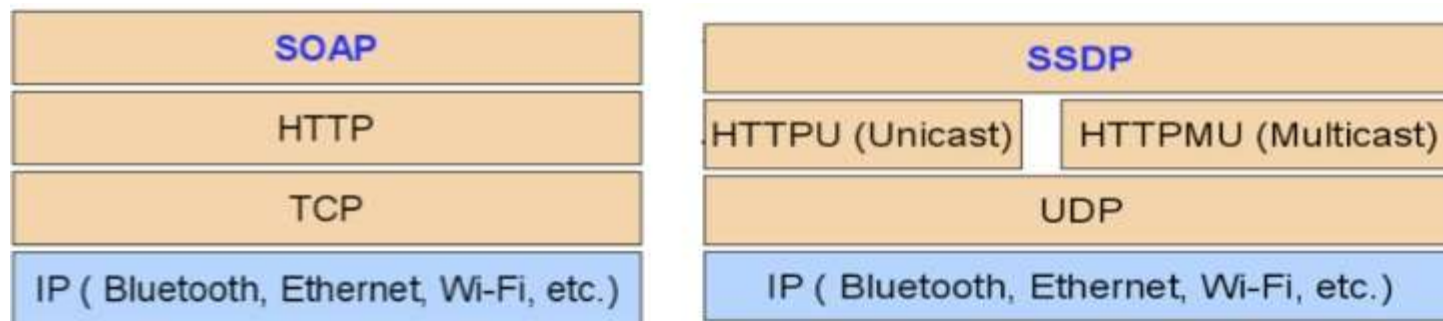 SOAP
HTTP
TCP
IP ( Bluetooth, Ethernet, Wi-Fi, etc.)
SSDP
HTTPU (Unicast)
HTTPMU (Multicast)
UDP
IP ( Bluetooth, Ethernet, Wi-Fi, etc.)